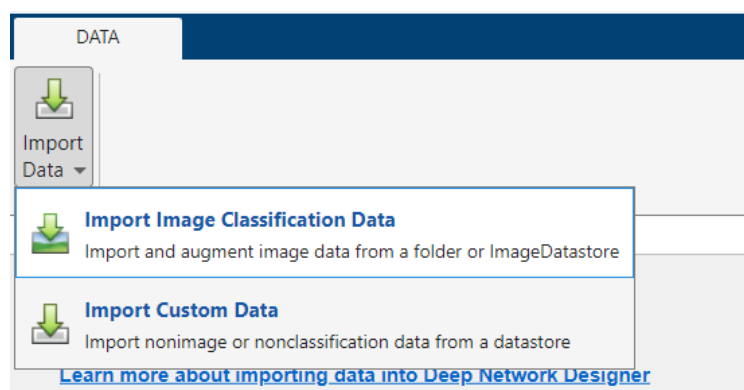 DATA
Import
Data
Import Image Classification Data
Import and augment image data from a folder or ImageDatastore
Import Custom Data
Import nonimage or nonclassification data from a datastore
Learn more about importing data into Deep Network Designer